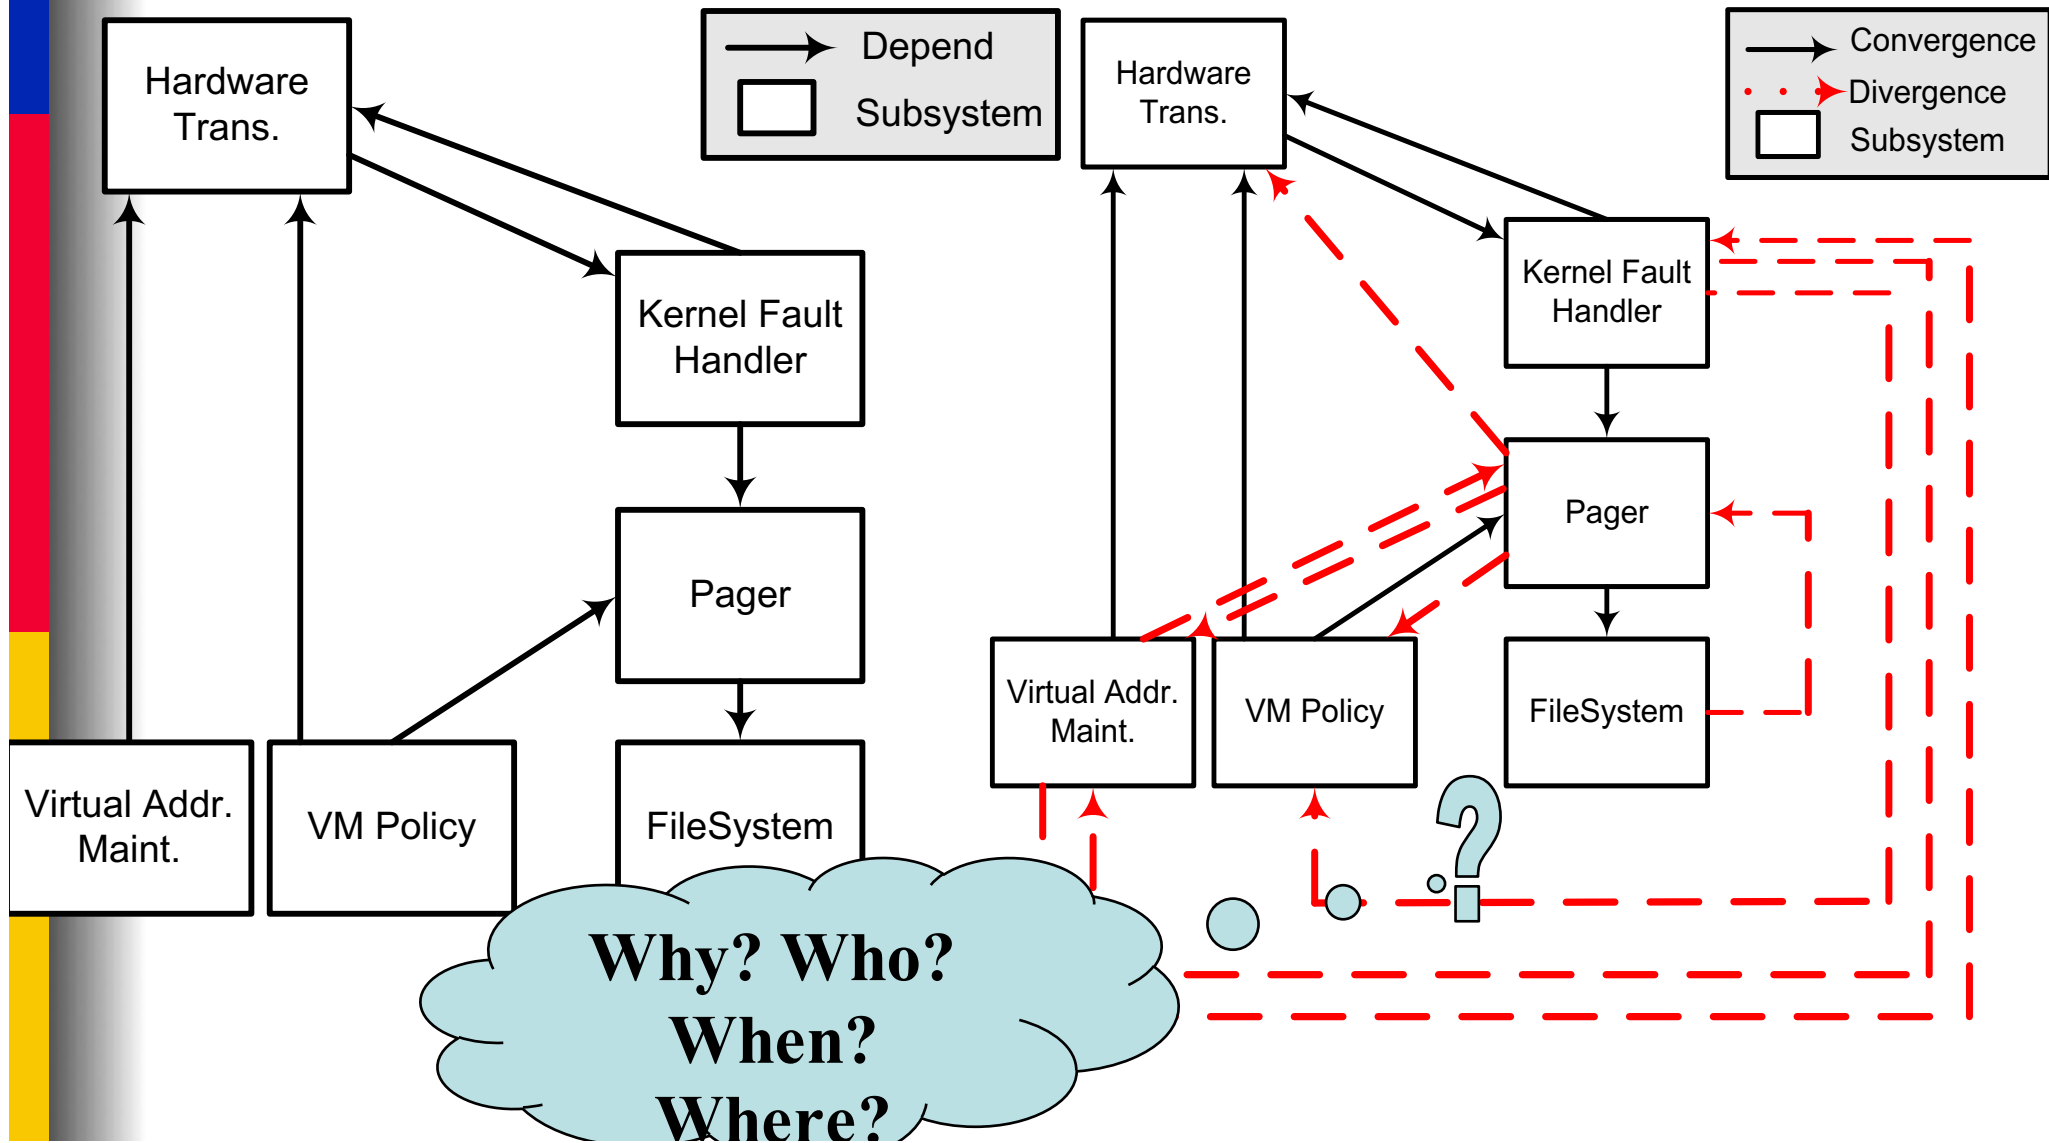 Hardware
Trans.
Depend
Subsystem
Kernel Fault
Handler
Pager
Virtual Addr.
Maint.
VM Policy
FileSystem
Hardware
Trans.
Convergence
Divergence
Subsystem
Kernel Fault
Handler
Pager
Virtual Addr.
Maint.
VM Policy
FileSystem
?
Why? Who?
When?
Where?